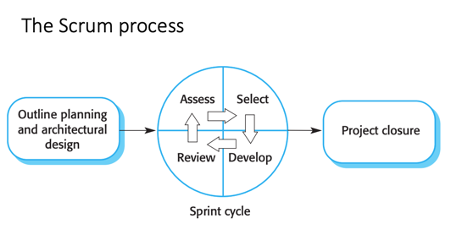 The Scrum process
Outline planning
and architectural
design
Assess
Select
Review
Develop
Sprint cycle
Project closure